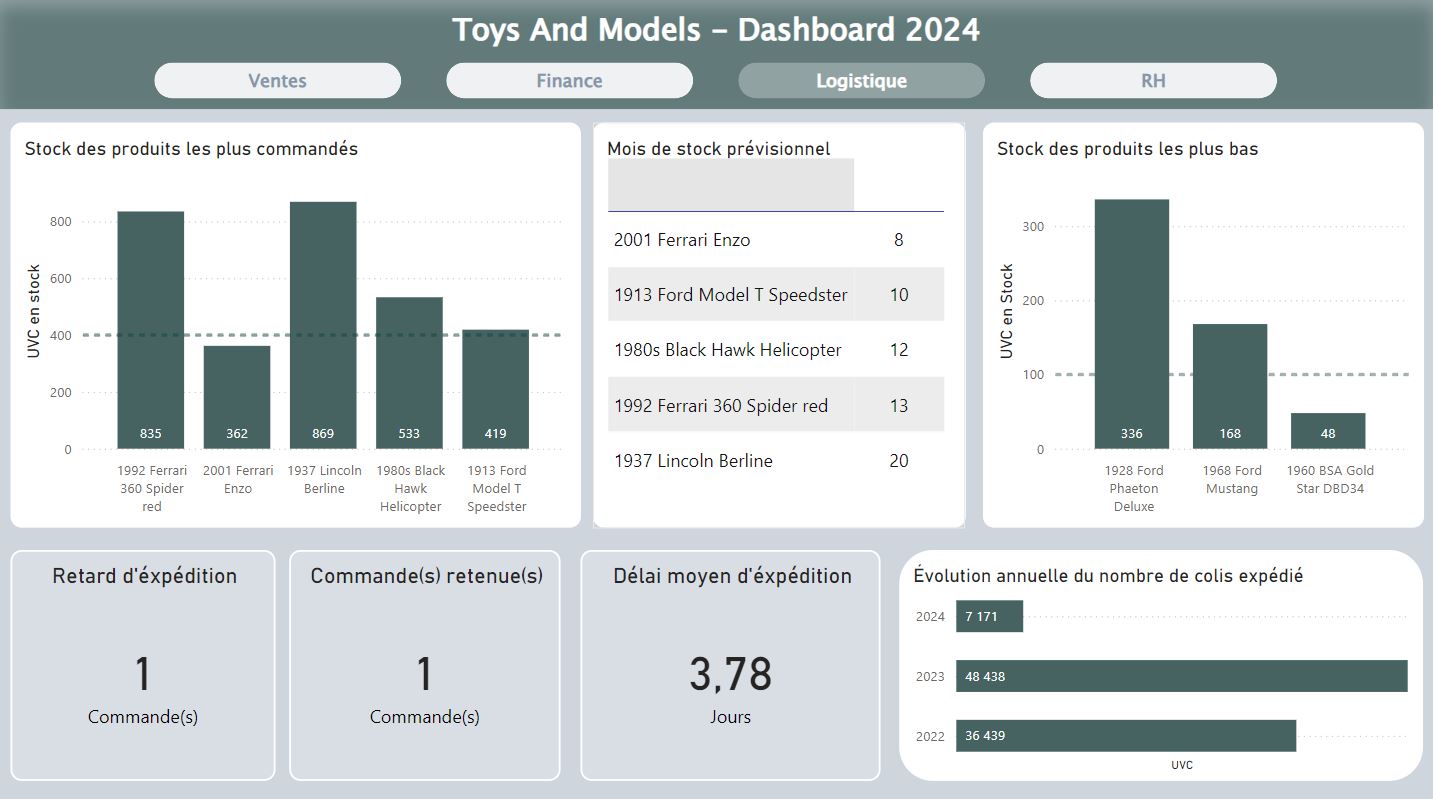 Toys And Models – Dashboard 2024
Ventes
Finance
Logistique
RH
Stock des produits les plus commandés
UVC en stock
800
600
400
200
0
835
362
869
533
419
1992 Ferrari
360 Spider
red
2001 Ferrari
Enzo
1937 Lincoln
Berline
1980s Black
Hawk
Helicopter
1913 Ford
Model T
Speedster
Mois de stock prévisionnel
2001 Ferrari Enzo 8
1913 Ford Model T Speedster 10
1980s Black Hawk Helicopter 12
1992 Ferrari 360 Spider red 13
1937 Lincoln Berline 20
Stock des produits les plus bas
UVC en Stock
300
200
100
0
336
168
48
1928 Ford
Phaeton
Deluxe
1968 Ford
Mustang
1960 BSA Gold
Star DBD34
Retard d'éxpédition
1
Commande(s)
Commande(s) retenue(s)
1
Commande(s)
Délai moyen d'éxpédition
3,78
Jours
Évolution annuelle du nombre de colis expédié
2024 7 171
2023 48 438
2022 36 439
UVC